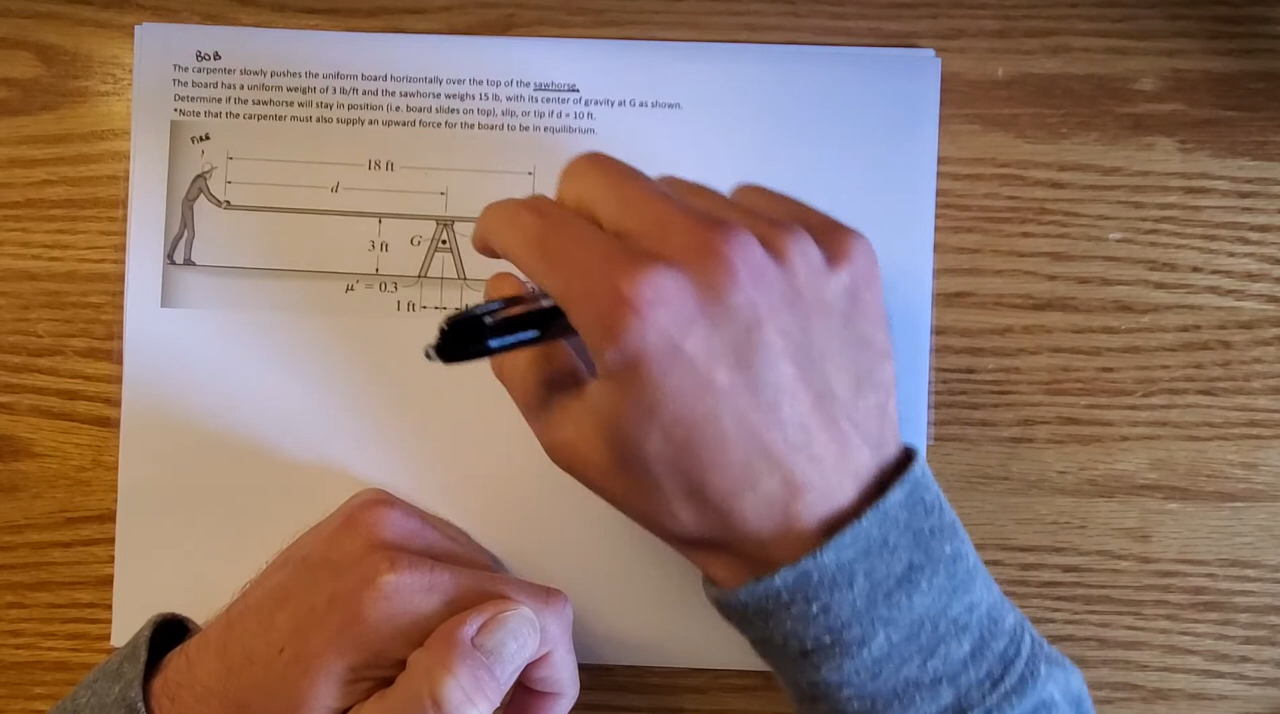 BOB
The carpenter slowly pushes the uniform board horizontally over the top of the sawhorse.
The board has a uniform weight of 3 lb/ft and the sawhorse weighs 15 lb, with its center of gravity at G as shown.
Determine if the sawhorse will stay in position (i.e. board slides on top), slip, or tip if d = 10 ft.
*Note that the carpenter must also supply an upward force for the board to be in equilibrium.
18 ft
d
3 ft G
μ' = 0.3
1 ft